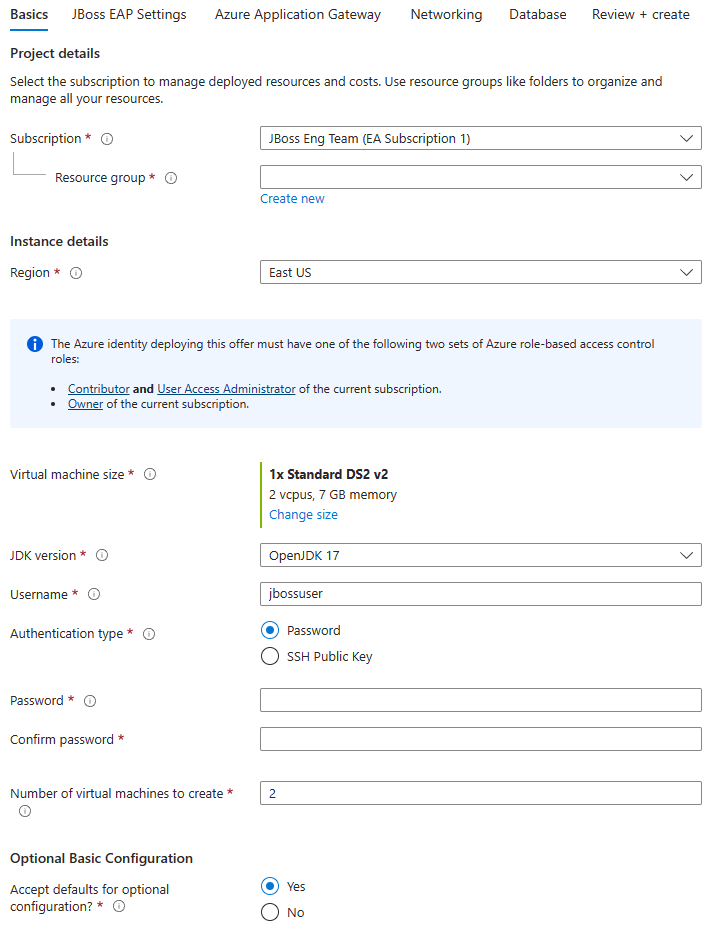 Basics JBoss EAP Settings Azure Application Gateway Networking Database Review + create
Project details
Select the subscription to manage deployed resources and costs. Use resource groups like folders to organize and
manage all your resources.
Subscription * JBoss Eng Team (EA Subscription 1)
Resource group *
Create new
Instance details
Region * East US
The Azure identity deploying this offer must have one of the following two sets of Azure role-based access control
roles:
• Contributor and User Access Administrator of the current subscription.
• Owner of the current subscription.
Virtual machine size * 1x Standard DS2 v2
2 vcpus, 7 GB memory
Change size
JDK version * OpenJDK 17
Username * jbossuser
Authentication type * Password
SSH Public Key
Password *
Confirm password *
Number of virtual machines to create * 2
Optional Basic Configuration
Accept defaults for optional
configuration? *
Yes
No